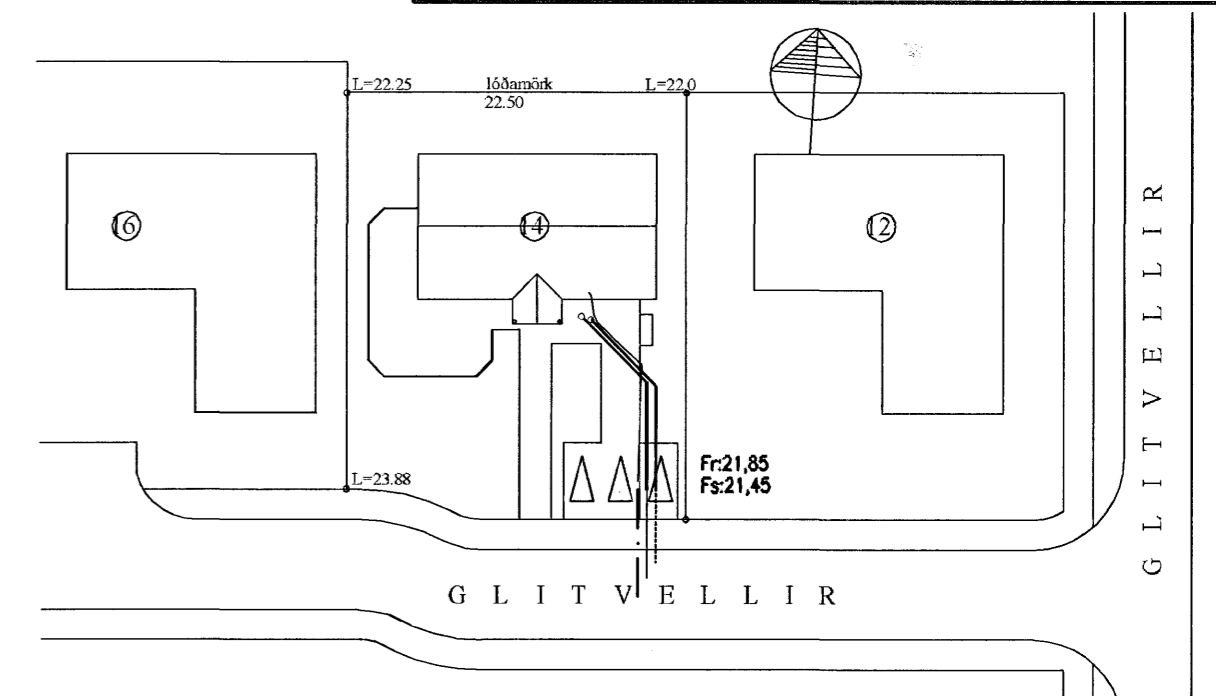 L=22.25 lóðamörk L=22.0
22.50
16
14
12
L=23.88
Fr:21,85
Fs:21,45
GLITVELLIR
GLITVELLIR